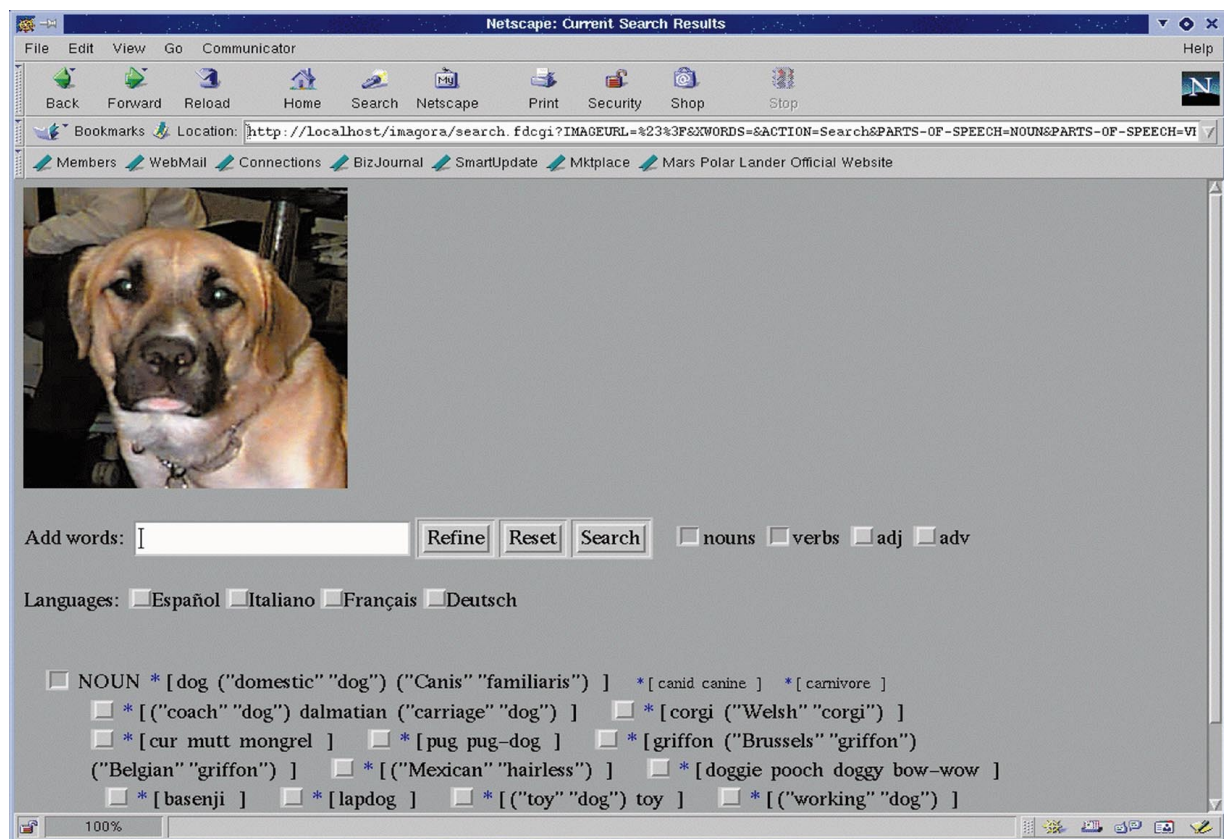 Netscape: Current Search Results
File Edit View Go Communicator Help
My N
Back Forward Reload Home Search Netscape Print Security Shop Stop
Bookmarks Location: http://localhost/imagora/search.fdcgi?IMAGEURL=%23%3F&XWORDS=&ACTION=Search&PARTS-OF-SPEECH=NOUN&PARTS-OF-SPEECH=VI
Members WebMail Connections BizJournal SmartUpdate Mktplace Mars Polar Lander Official Website
Add words: Refine Reset Search nouns verbs adj adv
Languages: Español Italiano Français Deutsch
NOUN * [ dog ("domestic" "dog") ("Canis" "familiaris") ] * [ canid canine ] * [ carnivore ]
* [ ("coach" "dog") dalmatian ("carriage" "dog") ] * [ corgi ("Welsh" "corgi") ]
* [ cur mutt mongrel ] * [ pug pug-dog ] * [ griffon ("Brussels" "griffon")
("Belgian" "griffon") ] * [ ("Mexican" "hairless") ] * [ doggie pooch doggy bow-wow ]
* [ basenji ] * [ lapdog ] * [ ("toy" "dog") toy ] * [ ("working" "dog") ]
100%